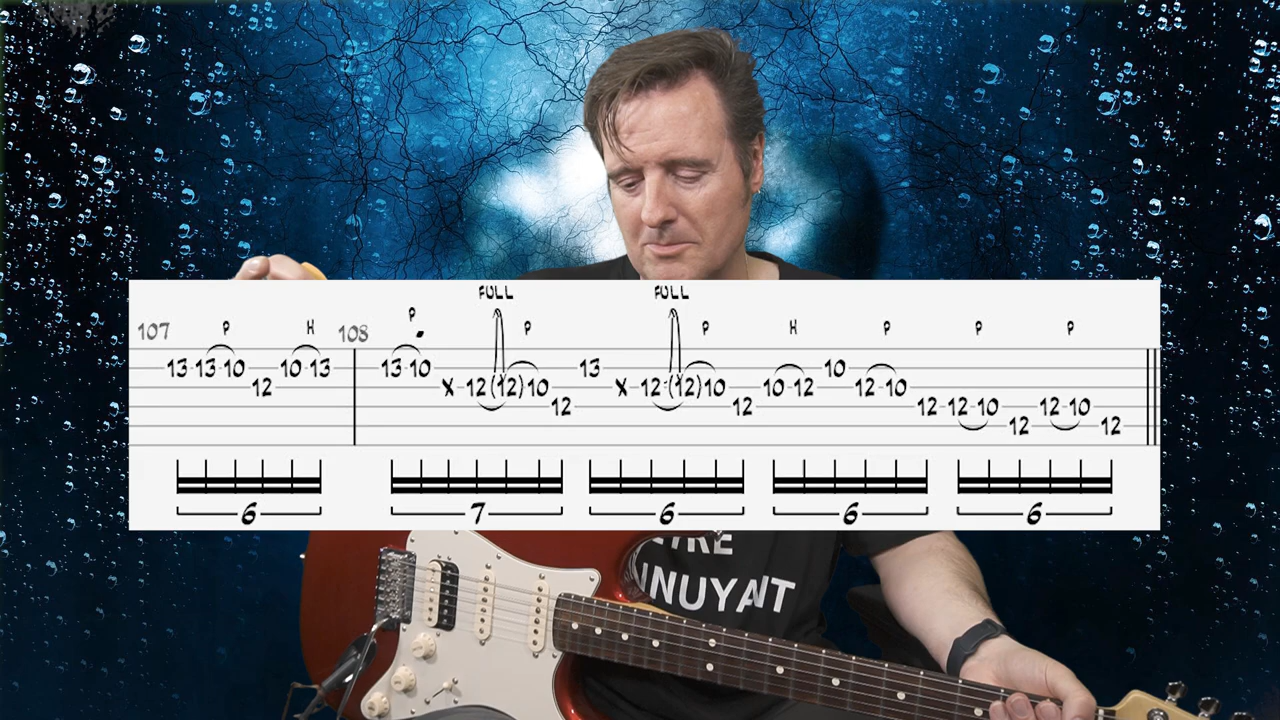 FULL FULL
P H P P P H P P P
107 108
13 13 10 10 13 13 10 13 10
12 X 12 (12) 10 X 12 (12) 10 10 12 12 10
12 12 12 12 10 12 10
12 12
6 7 6 6 6
NNUYANT